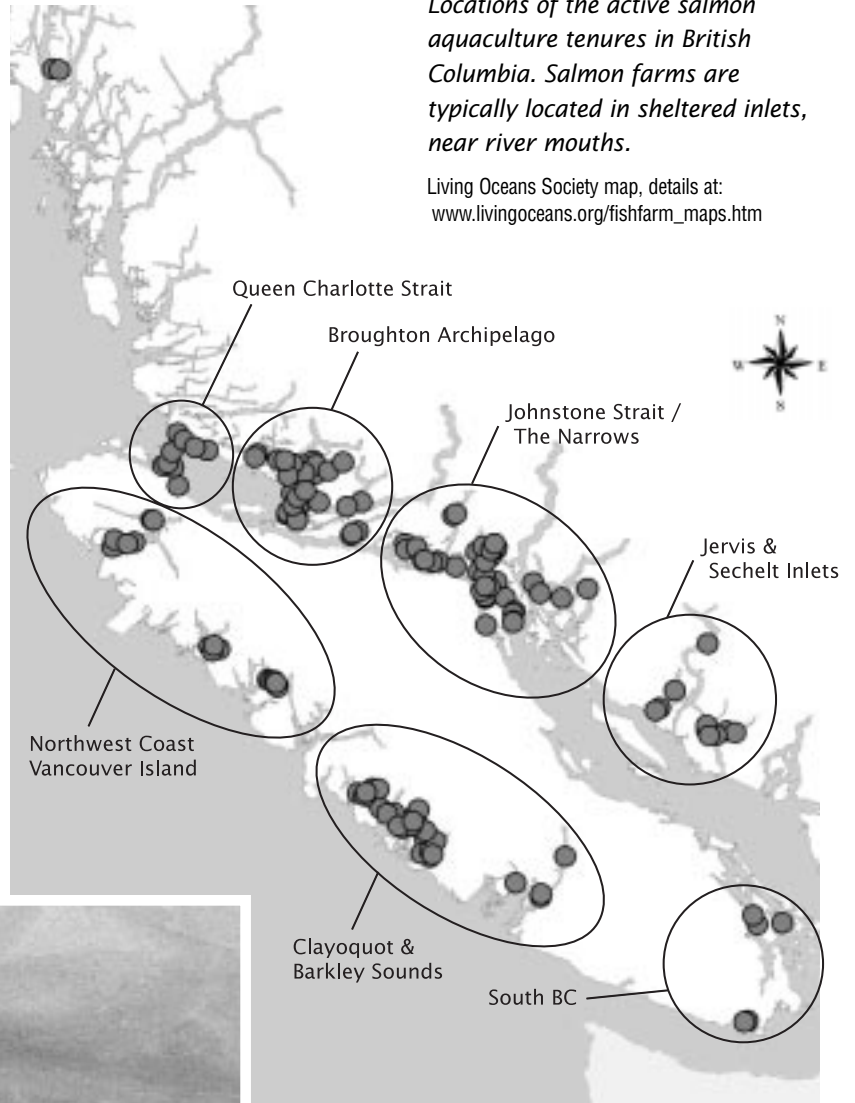 Locations of the active salmon
aquaculture tenures in British
Columbia. Salmon farms are
typically located in sheltered inlets,
near river mouths.
Living Oceans Society map, details at:
www.livingoceans.org/fishfarm_maps.htm
Queen Charlotte Strait
Broughton Archipelago
N
W
E
S
Johnstone Strait /
The Narrows
Jervis &
Sechelt Inlets
Northwest Coast
Vancouver Island
Clayoquot &
Barkley Sounds
South BC